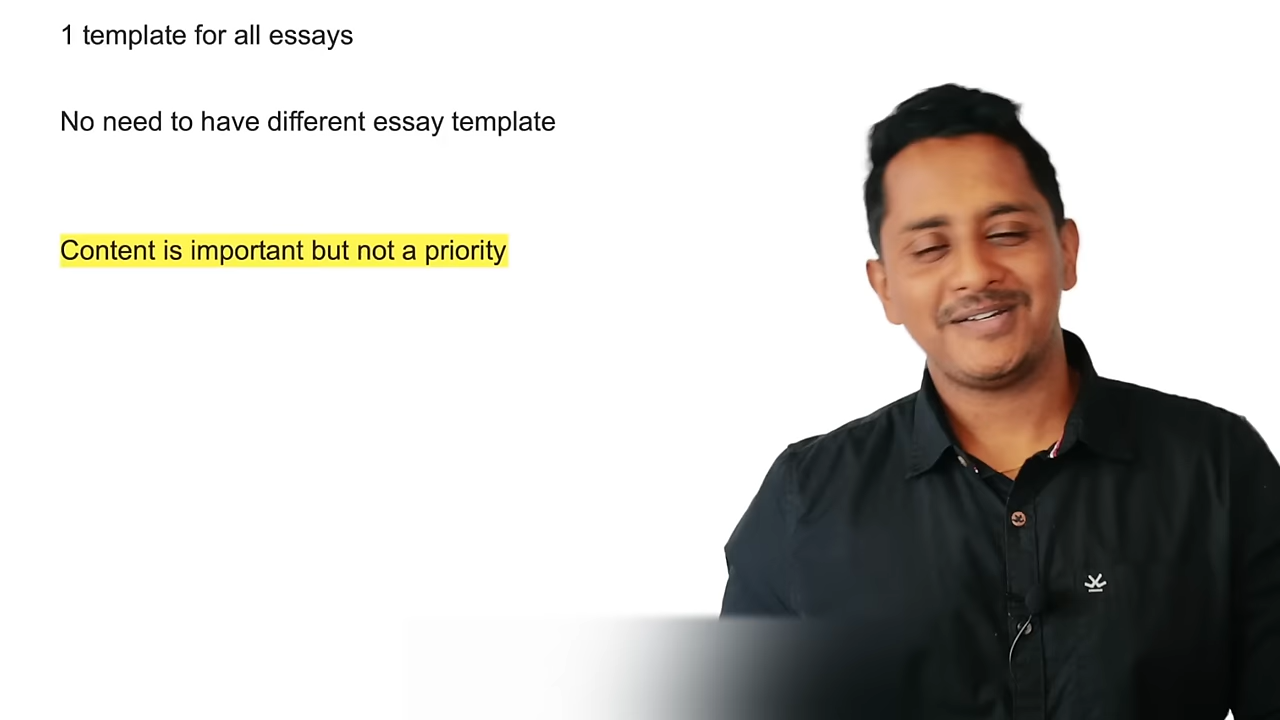 1 template for all essays
No need to have different essay template
Content is important but not a priority